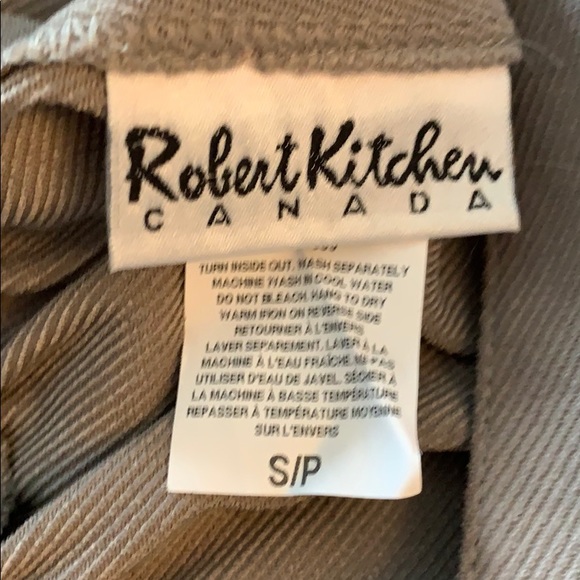 Robert Kitchen
CANADA
TURN INSIDE OUT. WASH SEPARATELY
MACHINE WASH IN COOL WATER
DO NOT BLEACH. HANG TO DRY
WARM IRON ON REVERSE SIDE
RETOURNER À L'ENVERS
LAVER SEPAREMENT. LAVER À LA
MACHINE À L'EAU FRAÎCHE. NE PAS
UTILISER D'EAU DE JAVEL. SÉCHER À
LA MACHINE À BASSE TEMPÉRATURE
REPASSER À TEMPÉRATURE MOYENNE
SUR L'ENVERS
S/P